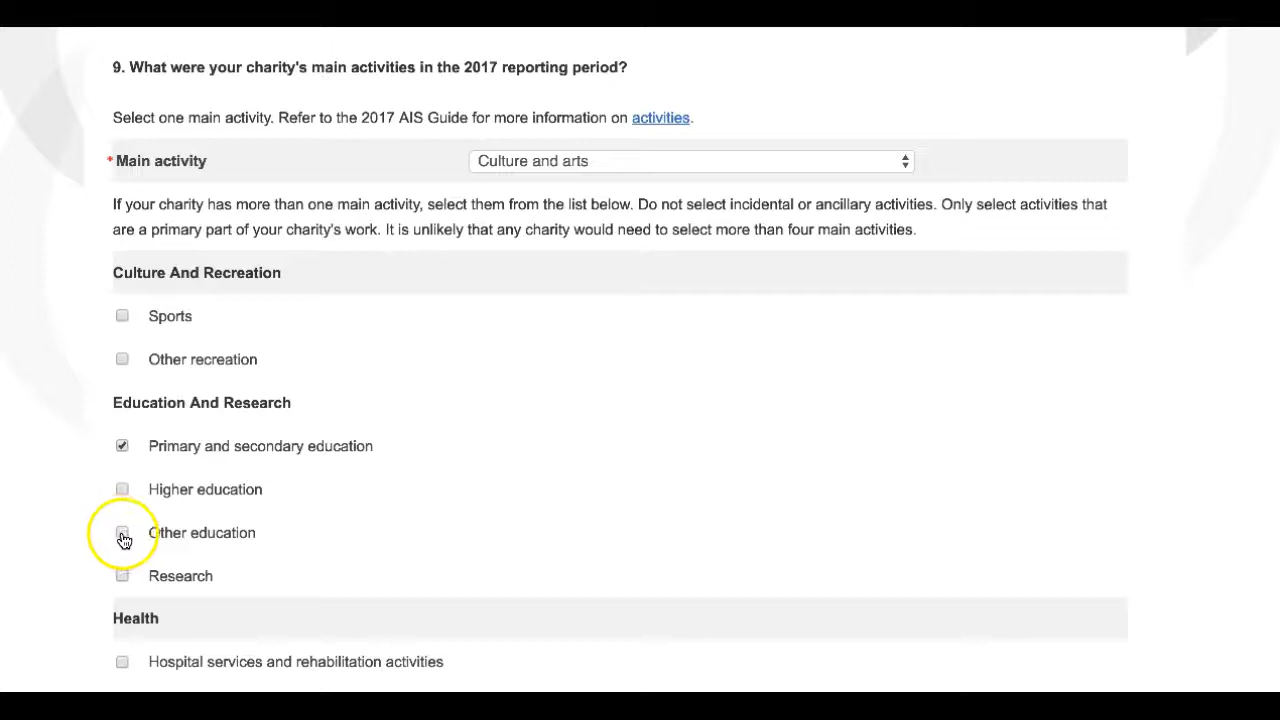 9. What were your charity's main activities in the 2017 reporting period?
Select one main activity. Refer to the 2017 AIS Guide for more information on activities.
* Main activity
Culture and arts
If your charity has more than one main activity, select them from the list below. Do not select incidental or ancillary activities. Only select activities that
are a primary part of your charity's work. It is unlikely that any charity would need to select more than four main activities.
Culture And Recreation
Sports
Other recreation
Education And Research
Primary and secondary education
Higher education
Other education
Research
Health
Hospital services and rehabilitation activities